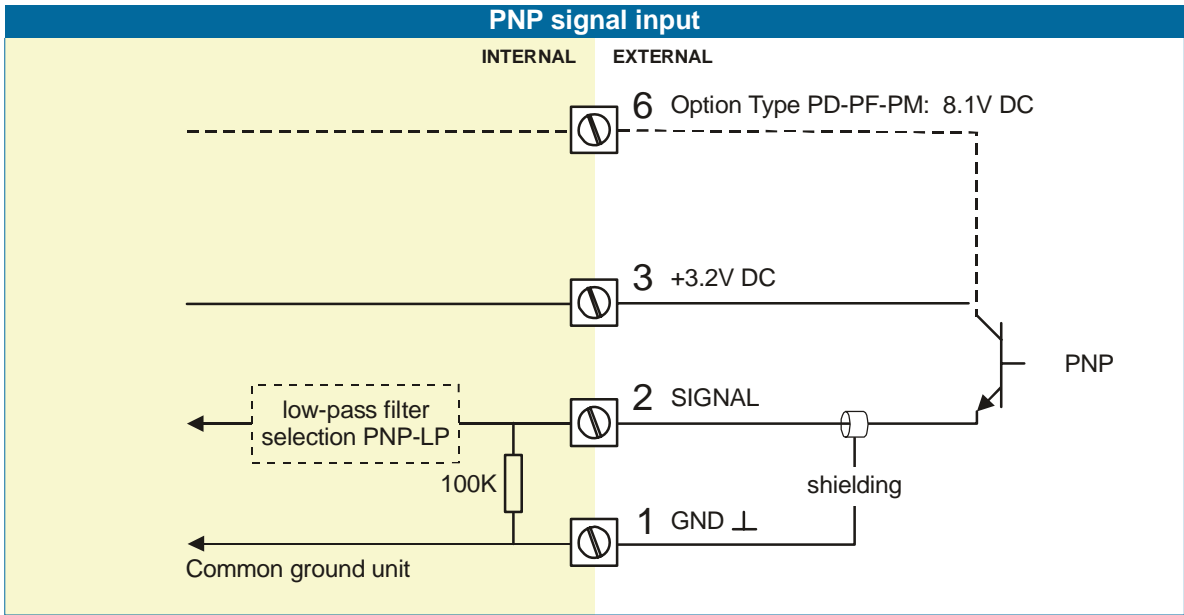 PNP signal input
INTERNAL EXTERNAL
6 Option Type PD-PF-PM: 8.1V DC
3 +3.2V DC
PNP
2 SIGNAL
low-pass filter
selection PNP-LP
100K
shielding
1 GND ⊥
Common ground unit